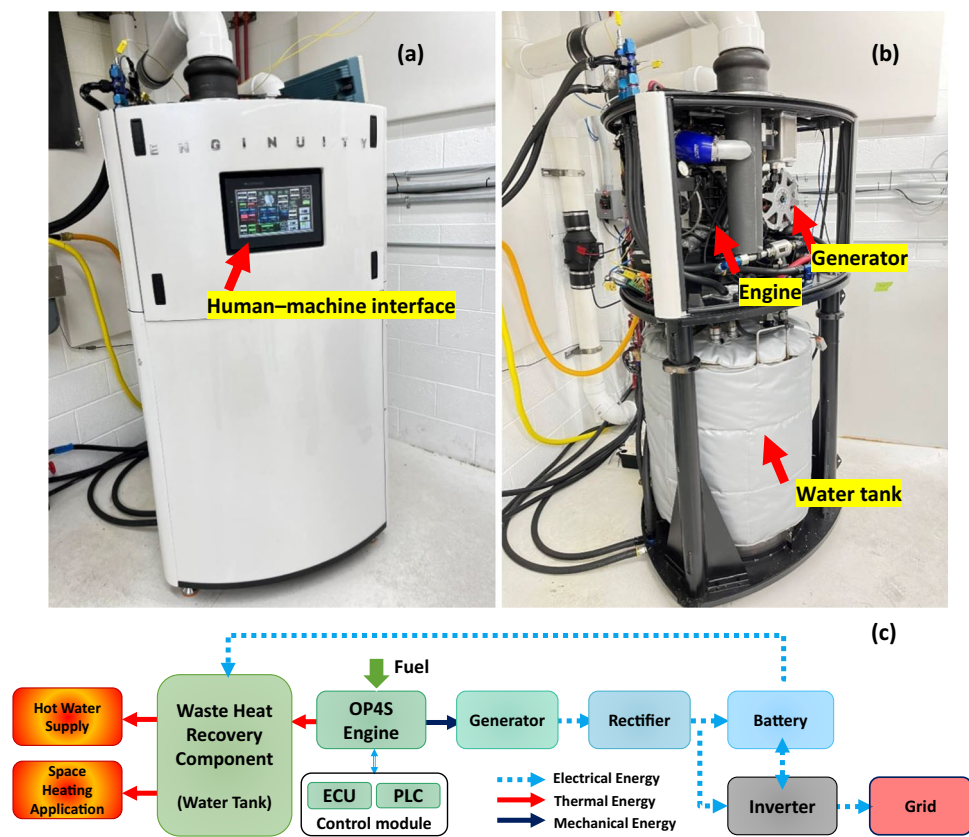 (a)
E N G I N U I T Y
Human–machine interface
(b)
Generator
Engine
Water tank
(c)
Fuel
Hot Water
Supply
Space
Heating
Application
Waste Heat
Recovery
Component
(Water Tank)
OP4S
Engine
ECU
PLC
Control module
Generator
Rectifier
Battery
Inverter
Grid
Electrical Energy
Thermal Energy
Mechanical Energy